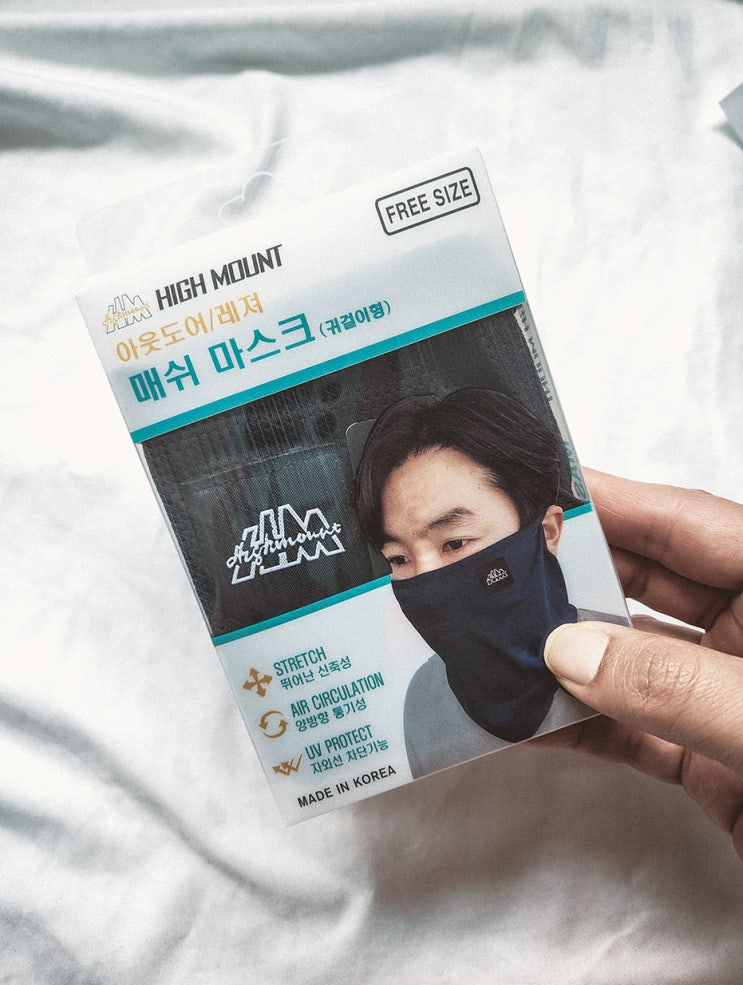 FREE SIZE
Highmount
HIGH MOUNT
아웃도어/레져
매쉬 마스크 (귀걸이형)
Highmount
STRETCH
뛰어난 신축성
AIR CIRCULATION
양방향 통기성
UV PROTECT
자외선 차단기능
MADE IN KOREA